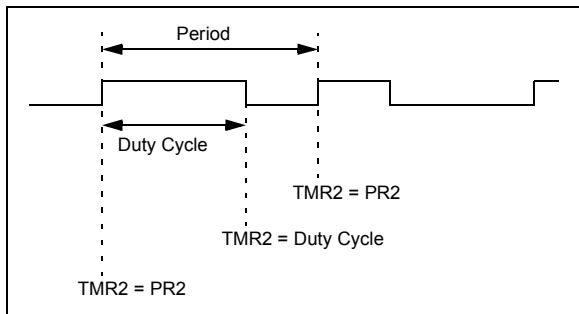 Period
Duty Cycle
TMR2 = PR2
TMR2 = Duty Cycle
TMR2 = PR2